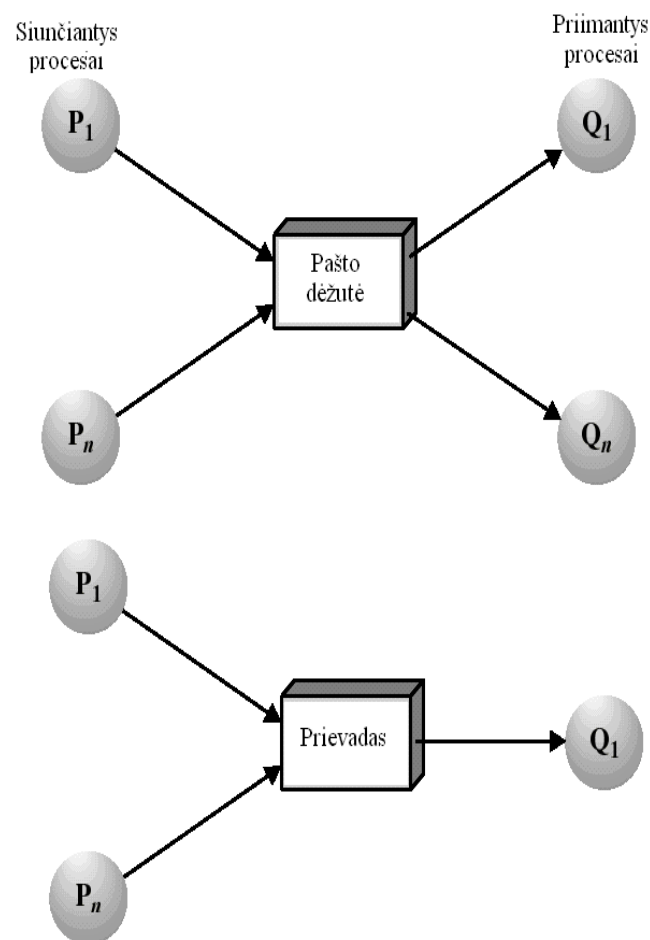 Siunčiantys
procesai
Priimantys
procesai
P1
Q1
Pašto
dėžutė
Pn
Qn
P1
Prievadas
Q1
Pn